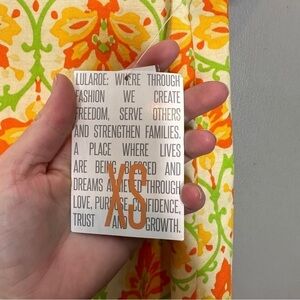 LULAROE: WHERE THROUGH
FASHION WE CREATE
FREEDOM, SERVE OTHERS
AND STRENGTHEN FAMILIES.
A PLACE WHERE LIVES
ARE BEING BLESSED AND
DREAMS ACHIEVED THROUGH
LOVE, PURPOSE, CONFIDENCE,
TRUST AND GROWTH.
XS